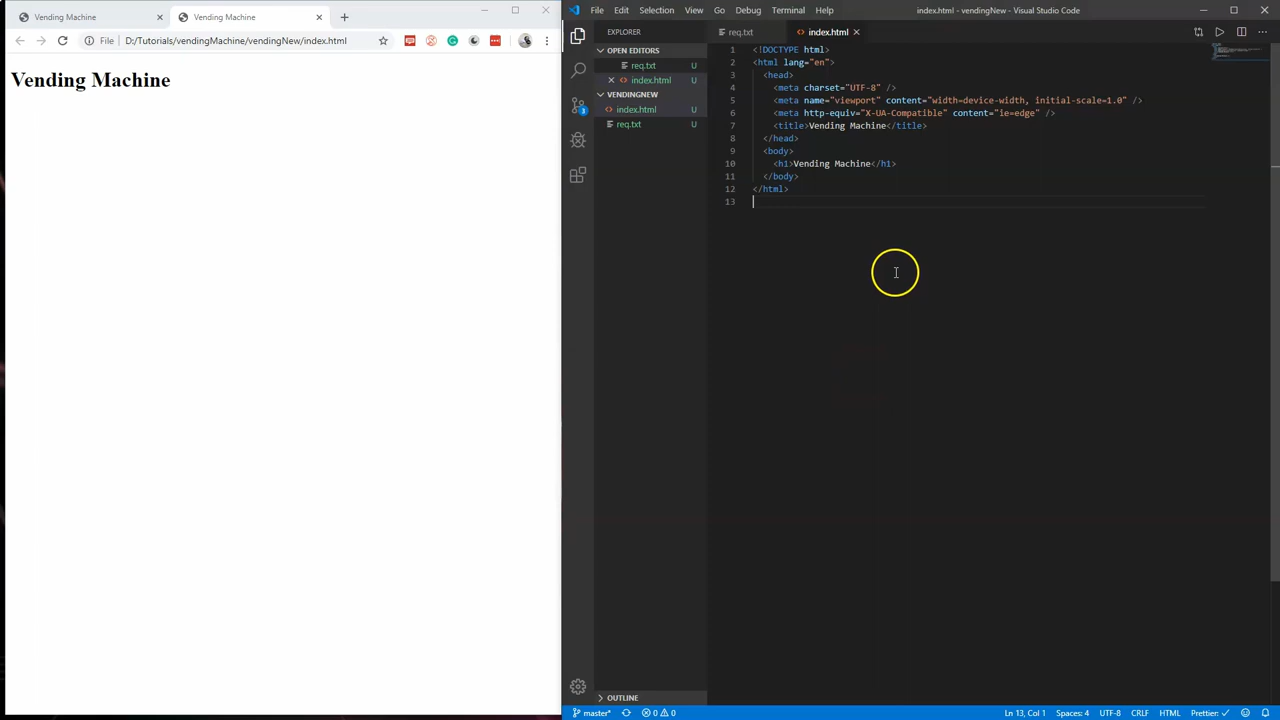 Vending Machine
Vending Machine
File
D:/Tutorials/vendingMachine/vendingNew/index.html
Vending Machine
File Edit Selection View Go Debug Terminal Help
index.html - vendingNew - Visual Studio Code
EXPLORER
OPEN EDITORS
req.txt U
index.html U
VENDINGNEW
index.html U
req.txt U
OUTLINE
3
req.txt
index.html
1 <!DOCTYPE html>
2 <html lang="en">
3 <head>
4 <meta charset="UTF-8" />
5 <meta name="viewport" content="width=device-width, initial-scale=1.0" />
6 <meta http-equiv="X-UA-Compatible" content="ie=edge" />
7 <title>Vending Machine</title>
8 </head>
9 <body>
10 <h1>Vending Machine</h1>
11 </body>
12 </html>
13
master* 0 0
Ln 13, Col 1 Spaces: 4 UTF-8 CRLF HTML Prettier: ✓